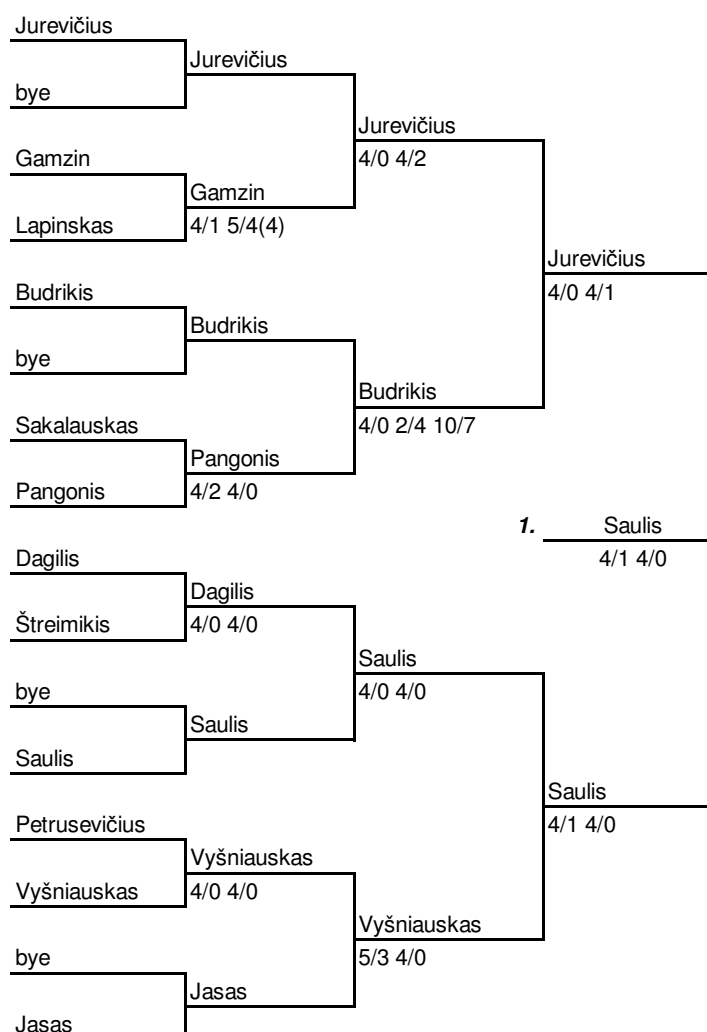 Jurevičius
Jurevičius
bye
Jurevičius
Gamzin
4/0 4/2
Gamzin
Lapinskas
4/1 5/4(4)
Jurevičius
Budrikis
4/0 4/1
Budrikis
bye
Budrikis
Sakalauskas
4/0 2/4 10/7
Pangonis
Pangonis
4/2 4/0
1. Saulis
Dagilis
4/1 4/0
Dagilis
Štreimikis
4/0 4/0
Saulis
bye
4/0 4/0
Saulis
Saulis
Saulis
Petrusevičius
4/1 4/0
Vyšniauskas
Vyšniauskas
4/0 4/0
Vyšniauskas
bye
5/3 4/0
Jasas
Jasas